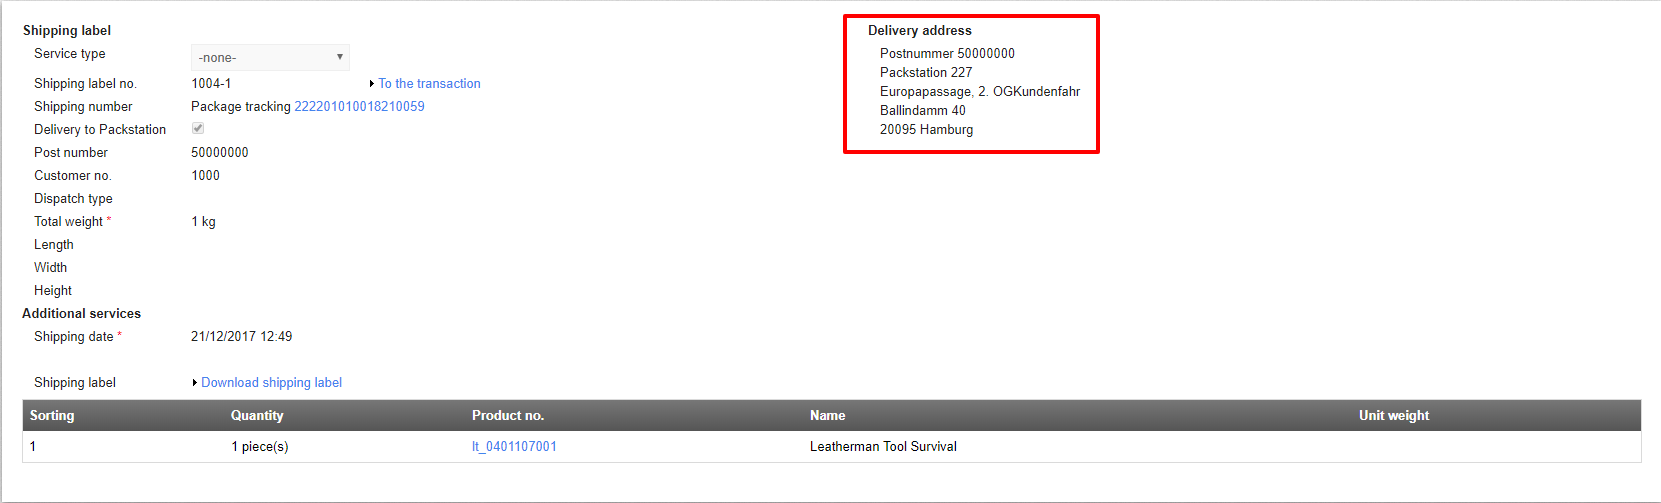 Shipping label
Service type -none-
Shipping label no. 1004-1 To the transaction
Shipping number Package tracking 222201010018210059
Delivery to Packstation
Post number 50000000
Customer no. 1000
Dispatch type
Total weight * 1 kg
Length
Width
Height
Additional services
Shipping date * 21/12/2017 12:49
Shipping label Download shipping label
Delivery address
Postnummer 50000000
Packstation 227
Europapassage, 2. OGKundenfahr
Ballindamm 40
20095 Hamburg
Sorting Quantity Product no. Name Unit weight
1 1 piece(s) lt_0401107001 Leatherman Tool Survival